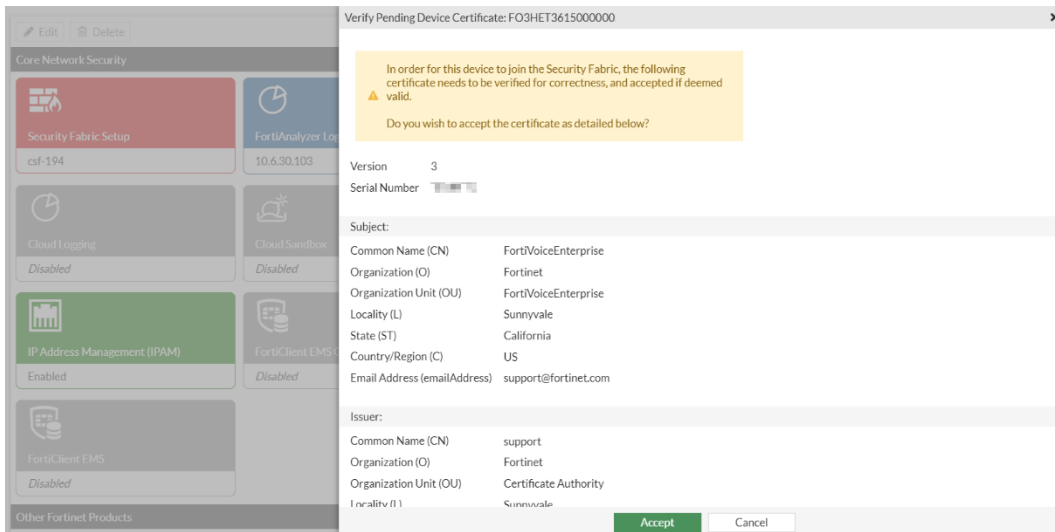 Verify Pending Device Certificate: FO3HET3615000000
Edit Delete
Core Network Security
In order for this device to join the Security Fabric, the following
certificate needs to be verified for correctness, and accepted if deemed
valid.
Do you wish to accept the certificate as detailed below?
Security Fabric Setup
FortiAnalyzer
csf-194
10.6.30.103
Version 3
Serial Number
Subject:
Cloud Logging
Cloud Sandbox
Disabled
Disabled
Common Name (CN) FortiVoiceEnterprise
Organization (O) Fortinet
Organization Unit (OU) FortiVoiceEnterprise
Locality (L) Sunnyvale
State (ST) California
Country/Region (C) US
Email Address (emailAddress) support@fortinet.com
IP Address Management (IPAM)
FortiClient EMS
Enabled
Disabled
Issuer:
Common Name (CN) support
Organization (O) Fortinet
Organization Unit (OU) Certificate Authority
Locality (L) Sunnyvale
FortiClient EMS
Disabled
Other Fortinet Products
Accept Cancel